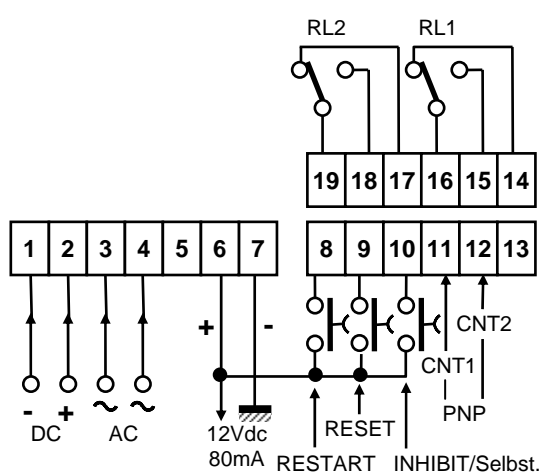 RL2 RL1
19 18 17 16 15 14
1 2 3 4 5 6 7 8 9 10 11 12 13
+ -
CNT2
CNT1
- + ~ ~
DC AC 12Vdc RESET PNP
80mA RESTART INHIBIT/Selbst.